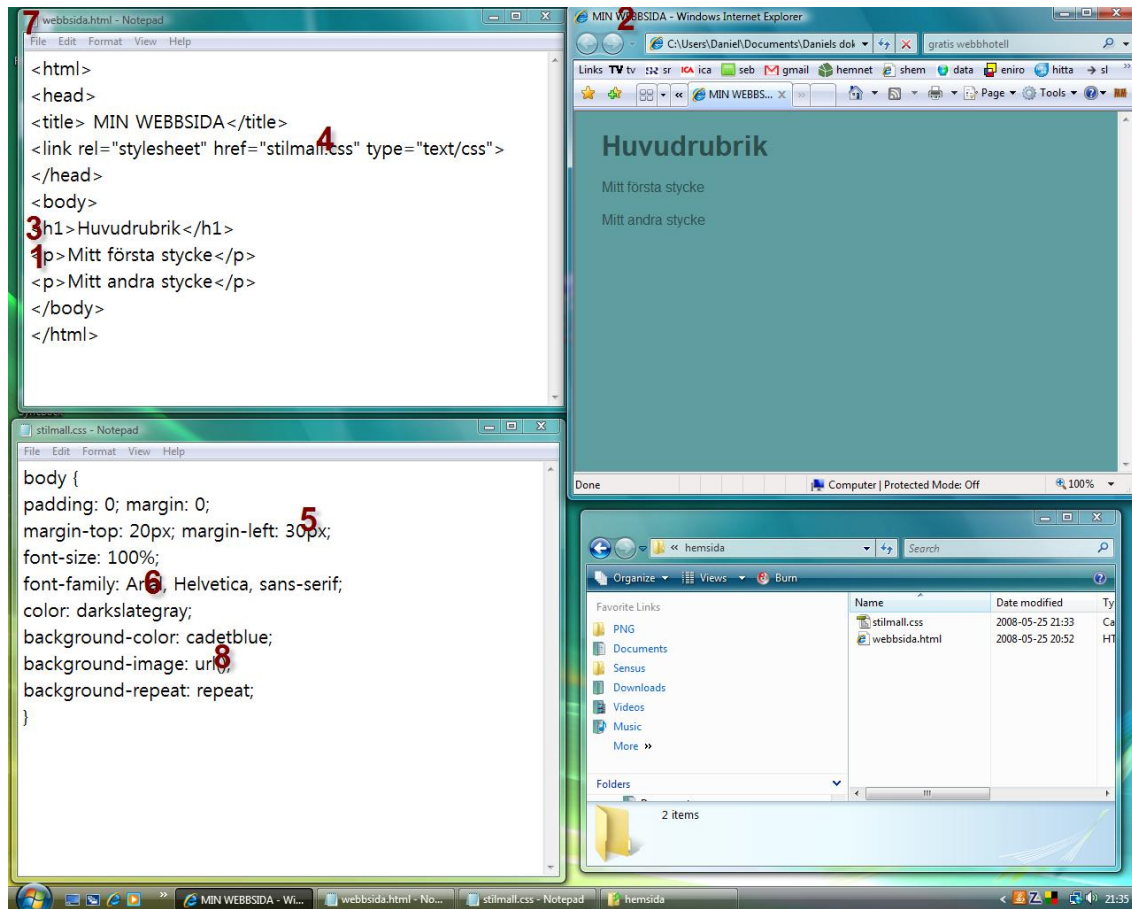 7
webbsida.html - Notepad
File Edit Format View Help
<html>
<head>
<title> MIN WEBBSIDA</title>
4
<link rel="stylesheet" href="stilmall.css" type="text/css">
</head>
<body>
3
<h1>Huvudrubrik</h1>
1
<p>Mitt första stycke</p>
<p>Mitt andra stycke</p>
</body>
</html>
stilmall.css - Notepad
File Edit Format View Help
body {
padding: 0; margin: 0;
5
margin-top: 20px; margin-left: 30px;
font-size: 100%;
6
font-family: Arial, Helvetica, sans-serif;
color: darkslategray;
background-color: cadetblue;
8
background-image: url();
background-repeat: repeat;
}
2
MIN WEBBSIDA - Windows Internet Explorer
C:\Users\Daniel\Documents\Daniels dok
gratis webbhotell
Links TV tv sr ICA ica seb gmail hemnet shem data eniro hitta sl
MIN WEBBS...
Page Tools
Huvudrubrik
Mitt första stycke
Mitt andra stycke
Done
Computer | Protected Mode: Off
100%
« hemsida
Search
Organize Views Burn
Favorite Links
PNG
Documents
Sensus
Downloads
Videos
Music
More »
Folders
Name Date modified Ty
stilmall.css 2008-05-25 21:33 Ca
webbsida.html 2008-05-25 20:52 HT
2 items
MIN WEBBSIDA - Wi...
webbsida.html - No...
stilmall.css - Notepad
hemsida
21:35